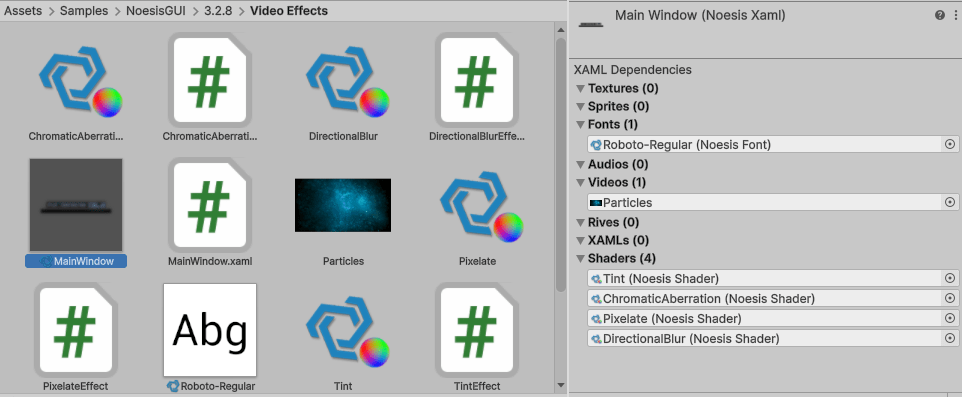 Assets > Samples > NoesisGUI > 3.2.8 > Video Effects
ChromaticAberrati...
ChromaticAberrati...
DirectionalBlur
DirectionalBlurEffe...
MainWindow
MainWindow.xaml
Particles
Pixelate
PixelateEffect
Abg
Roboto-Regular
Tint
TintEffect
Main Window (Noesis Xaml)
XAML Dependencies
Textures (0)
Sprites (0)
Fonts (1)
Roboto-Regular (Noesis Font)
Audios (0)
Videos (1)
Particles
Rives (0)
XAMLs (0)
Shaders (4)
Tint (Noesis Shader)
ChromaticAberration (Noesis Shader)
Pixelate (Noesis Shader)
DirectionalBlur (Noesis Shader)